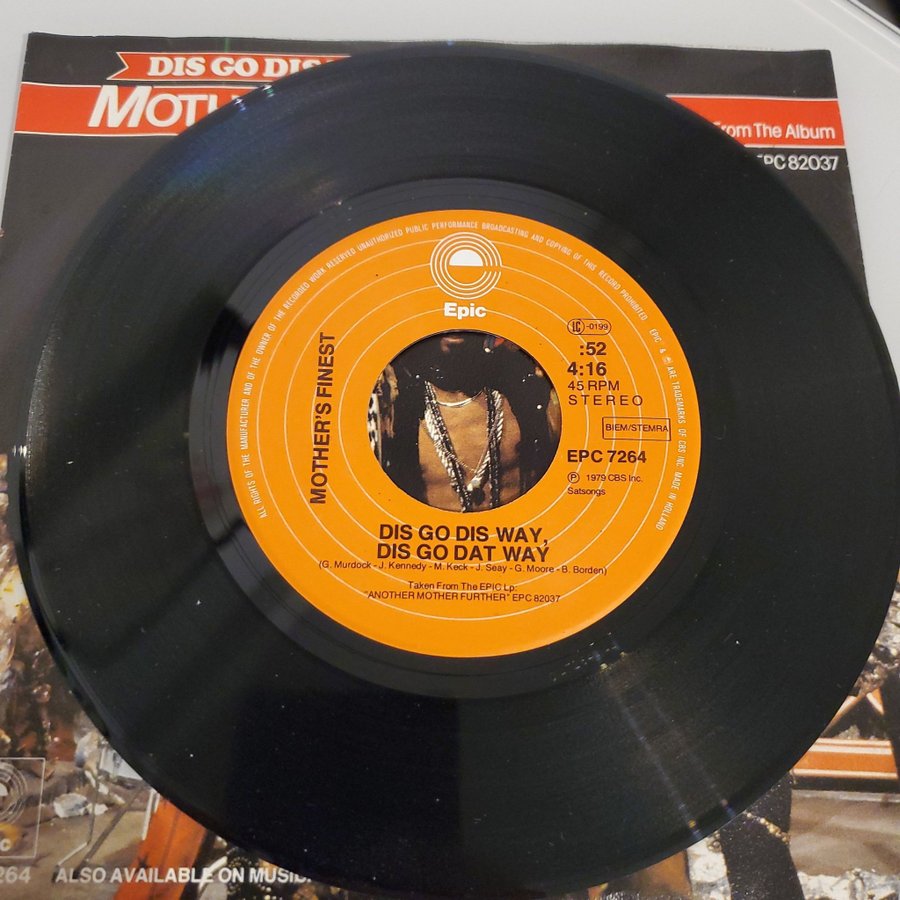 DIS GO DIS
MOTH
From The Album
EPC 82037
ALL RIGHTS OF THE MANUFACTURER AND OF THE OWNER OF THE RECORDED WORK RESERVED UNAUTHORIZED PUBLIC PERFORMANCE BROADCASTING AND COPYING OF THIS RECORD PROHIBITED EPIC & ARE TRADEMARKS OF CBS INC MADE IN HOLLAND
Epic
LC -0199
:52
4:16
45 RPM
STEREO
BIEM/STEMRA
EPC 7264
℗ 1979 CBS Inc.
Satsongs
MOTHER'S FINEST
DIS GO DIS WAY,
DIS GO DAT WAY
(G. Murdock - J. Kennedy - M. Keck - J. Seay - G. Moore - B. Borden)
Taken From The EPIC Lp:
"ANOTHER MOTHER FURTHER" EPC 82037
264 ALSO AVAILABLE ON MUSIC